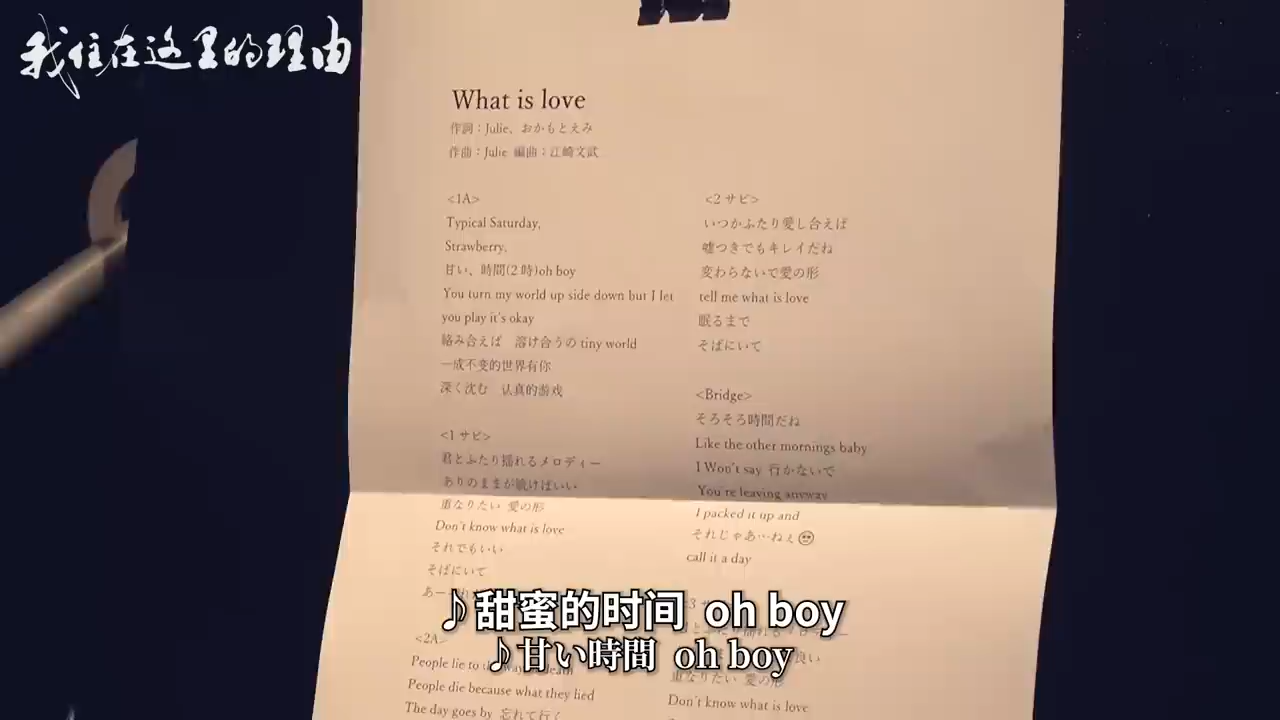 我住在这里的理由
What is love
作詞：Julie、おかもとえみ
作曲：Julie 編曲：江﨑文武
<1A>
Typical Saturday,
Strawberry,
甘い、時間(2時)oh boy
You turn my world up side down but I let
you play it's okay
絡み合えば 溶け合うの tiny world
一成不变的世界有你
深く沈む 认真的游戏
<1サビ>
君とふたり揺れるメロディー
ありのままが続けばいい
重なりたい 愛の形
Don't know what is love
それでもいい
そばにいて
あー
<2A>
People lie to
People die because what they lied
The day goes by 忘れて行く
<2サビ>
いつかふたり愛し合えば
嘘つきでもキレイだね
変わらないで愛の形
tell me what is love
眠るまで
そばにいて
<Bridge>
そろそろ時間だね
Like the other mornings baby
I Won't say 行かないで
You're leaving anyway
I packed it up and
それじゃあ…ねぇ🥺
call it a day
重なりたい 愛の形
Don't know what is love
♪甜蜜的时间 oh boy
♪甘い時間 oh boy